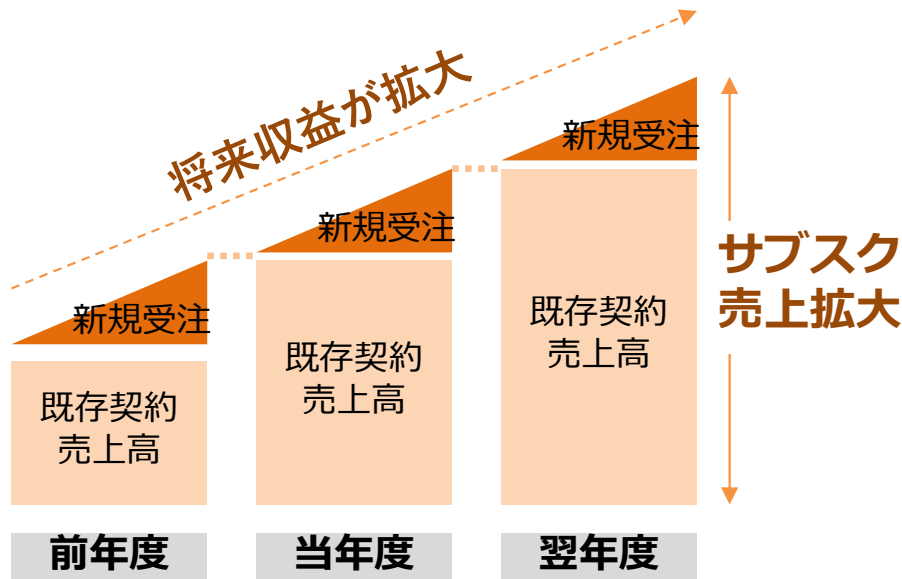 将来収益が拡大
新規受注
新規受注
新規受注
既存契約
売上高
既存契約
売上高
既存契約
売上高
サブスク
売上拡大
前年度
当年度
翌年度